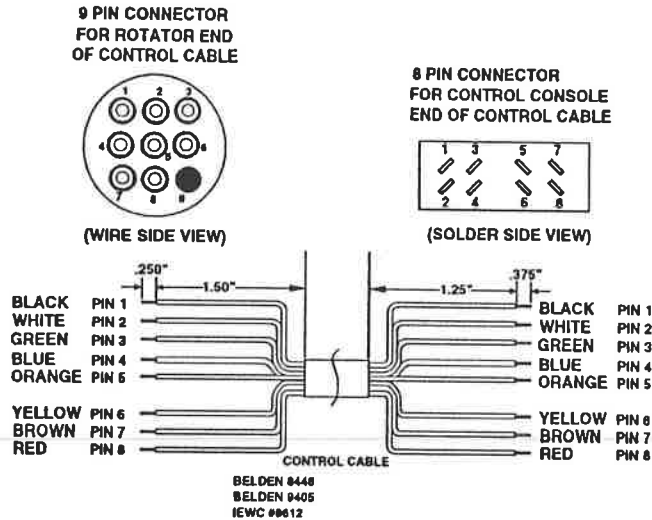 9 PIN CONNECTOR
FOR ROTATOR END
OF CONTROL CABLE
1 2 3
4 5 6
7 8 9
(WIRE SIDE VIEW)
8 PIN CONNECTOR
FOR CONTROL CONSOLE
END OF CONTROL CABLE
1 3 5 7
2 4 6 8
(SOLDER SIDE VIEW)
.250" 1.50" 1.25" .375"
BLACK PIN 1
WHITE PIN 2
GREEN PIN 3
BLUE PIN 4
ORANGE PIN 5
YELLOW PIN 6
BROWN PIN 7
RED PIN 8
BLACK PIN 1
WHITE PIN 2
GREEN PIN 3
BLUE PIN 4
ORANGE PIN 5
YELLOW PIN 6
BROWN PIN 7
RED PIN 8
CONTROL CABLE
BELDEN 8448
BELDEN 9405
IEWC